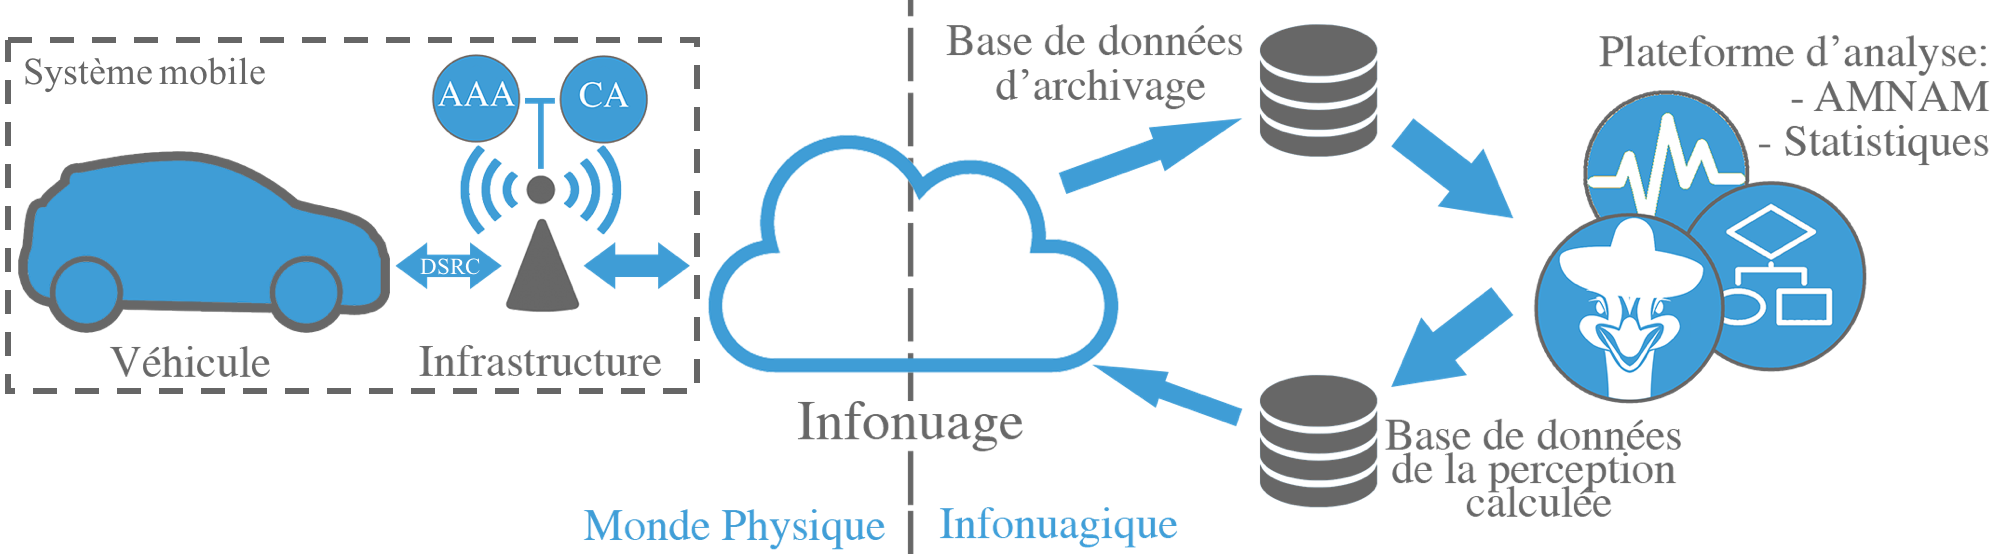 Système mobile
AAA
CA
DSRC
Véhicule
Infrastructure
Infonuage
Monde Physique
Infonuagique
Base de données
d’archivage
Plateforme d’analyse:
- AMNAM
- Statistiques
Base de données
de la perception
calculée